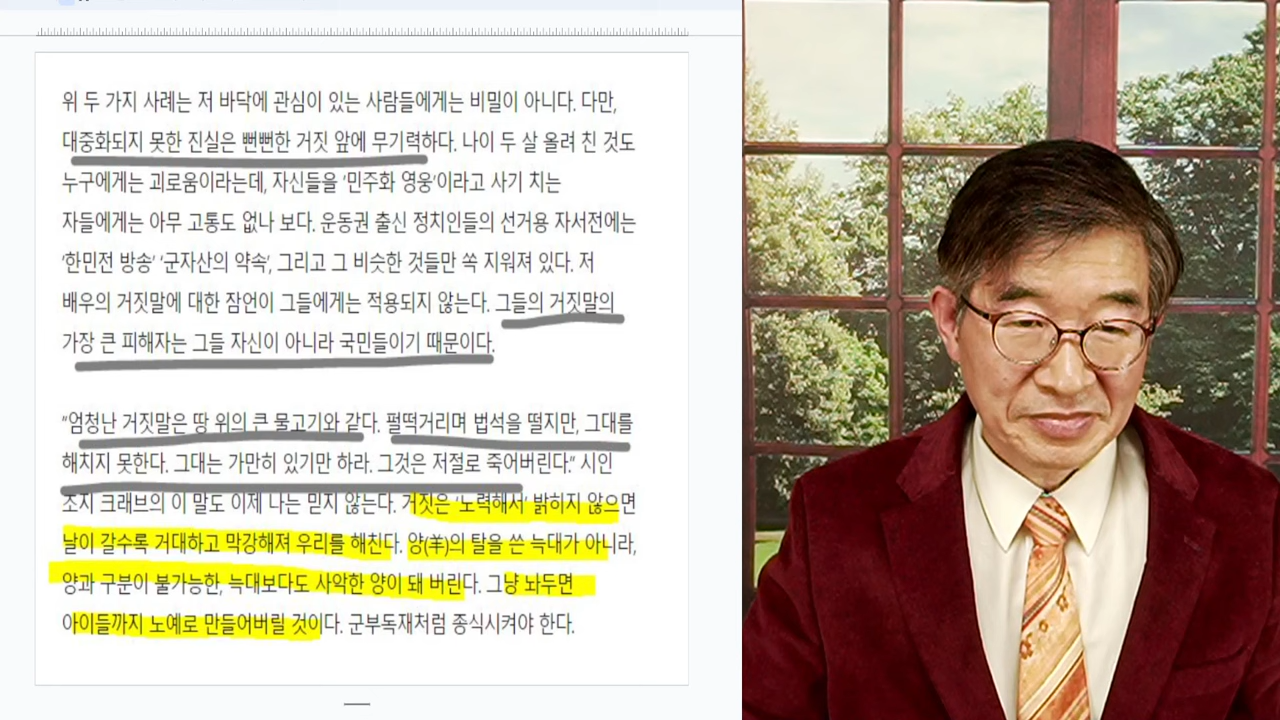 위 두 가지 사례는 저 바닥에 관심이 있는 사람들에게는 비밀이 아니다. 다만,
대중화되지 못한 진실은 뻔뻔한 거짓 앞에 무기력하다. 나이 두 살 올려 친 것도
누구에게는 괴로움이라는데, 자신들을 ‘민주화 영웅’이라고 사기 치는
자들에게는 아무 고통도 없나 보다. 운동권 출신 정치인들의 선거용 자서전에는
‘한민전 방송’ ‘군자산의 약속’, 그리고 그 비슷한 것들만 쏙 지워져 있다. 저
배우의 거짓말에 대한 잠언이 그들에게는 적용되지 않는다. 그들의 거짓말의
가장 큰 피해자는 그들 자신이 아니라 국민들이기 때문이다.
“엄청난 거짓말은 땅 위의 큰 물고기와 같다. 펄떡거리며 법석을 떨지만, 그대를
해치지 못한다. 그대는 가만히 있기만 하라. 그것은 저절로 죽어버린다.” 시인
조지 크래브의 이 말도 이제 나는 믿지 않는다. 거짓은 ‘노력해서’ 밝히지 않으면
날이 갈수록 거대하고 막강해져 우리를 해친다. 양(羊)의 탈을 쓴 늑대가 아니라,
양과 구분이 불가능한, 늑대보다도 사악한 양이 돼 버린다. 그냥 놔두면
아이들까지 노예로 만들어버릴 것이다. 군부독재처럼 종식시켜야 한다.